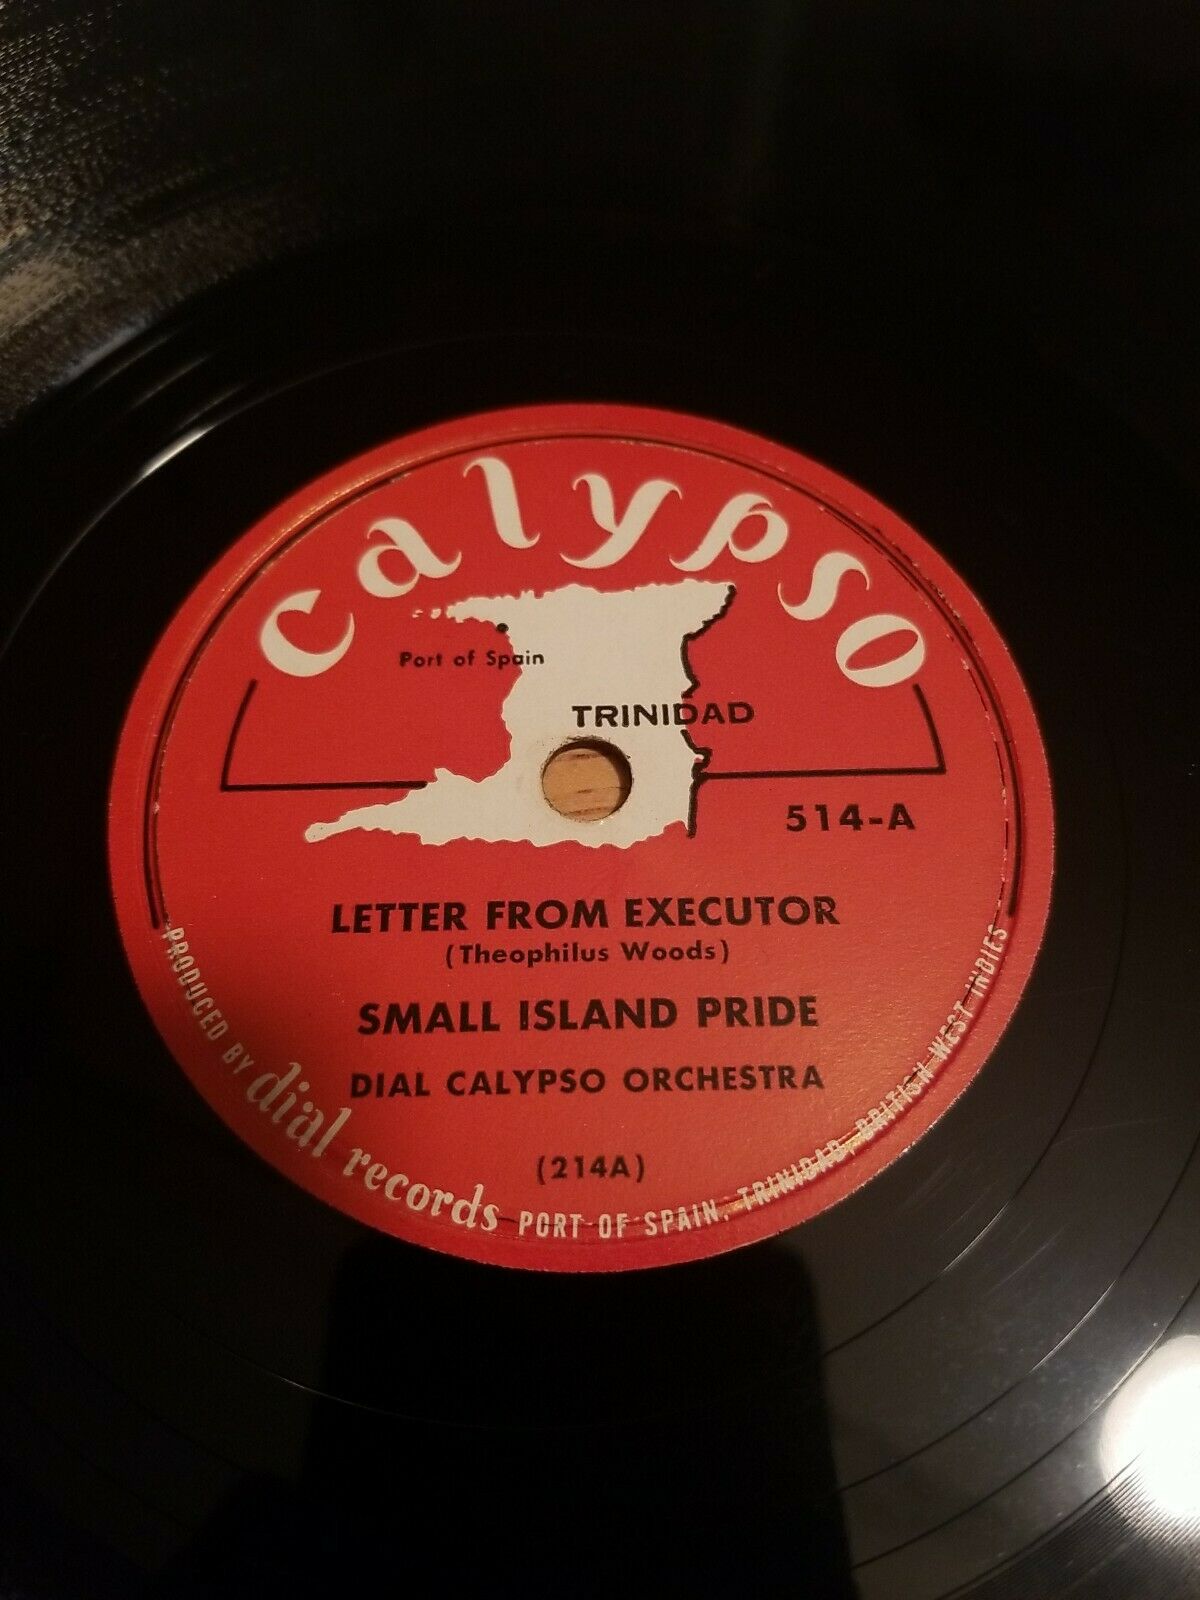 Calypso
Port of Spain
TRINIDAD
514-A
LETTER FROM EXECUTOR
(Theophilus Woods)
SMALL ISLAND PRIDE
DIAL CALYPSO ORCHESTRA
(214A)
PRODUCED BY dial records PORT OF SPAIN, TRINIDAD, BRITISH WEST INDIES